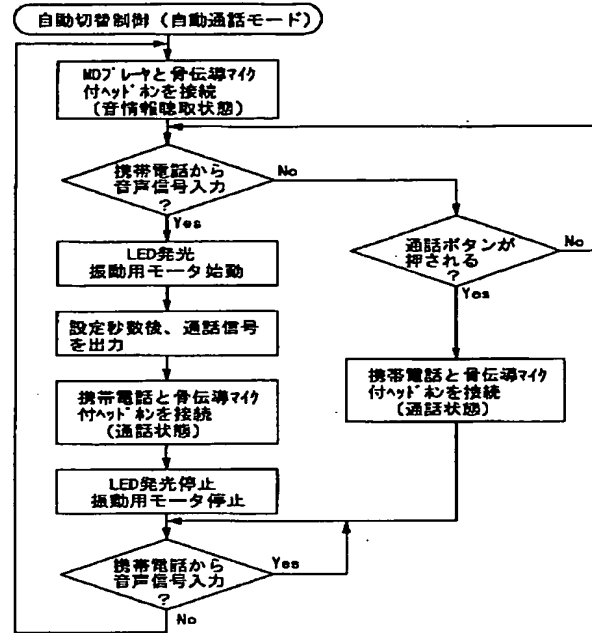 自動切替制御（自動通話モード）
MDプレーヤと骨伝導マイク
付ヘッドホンを接続
（音情報聴取状態）
携帯電話から
音声信号入力
？
No
Yes
LED発光
振動用モータ始動
通話ボタンが
押される
？
No
Yes
設定秒数後、通話信号
を出力
携帯電話と骨伝導マイク
付ヘッドホンを接続
（通話状態）
携帯電話と骨伝導マイク
付ヘッドホンを接続
（通話状態）
LED発光停止
振動用モータ停止
携帯電話から
音声信号入力
？
Yes
No